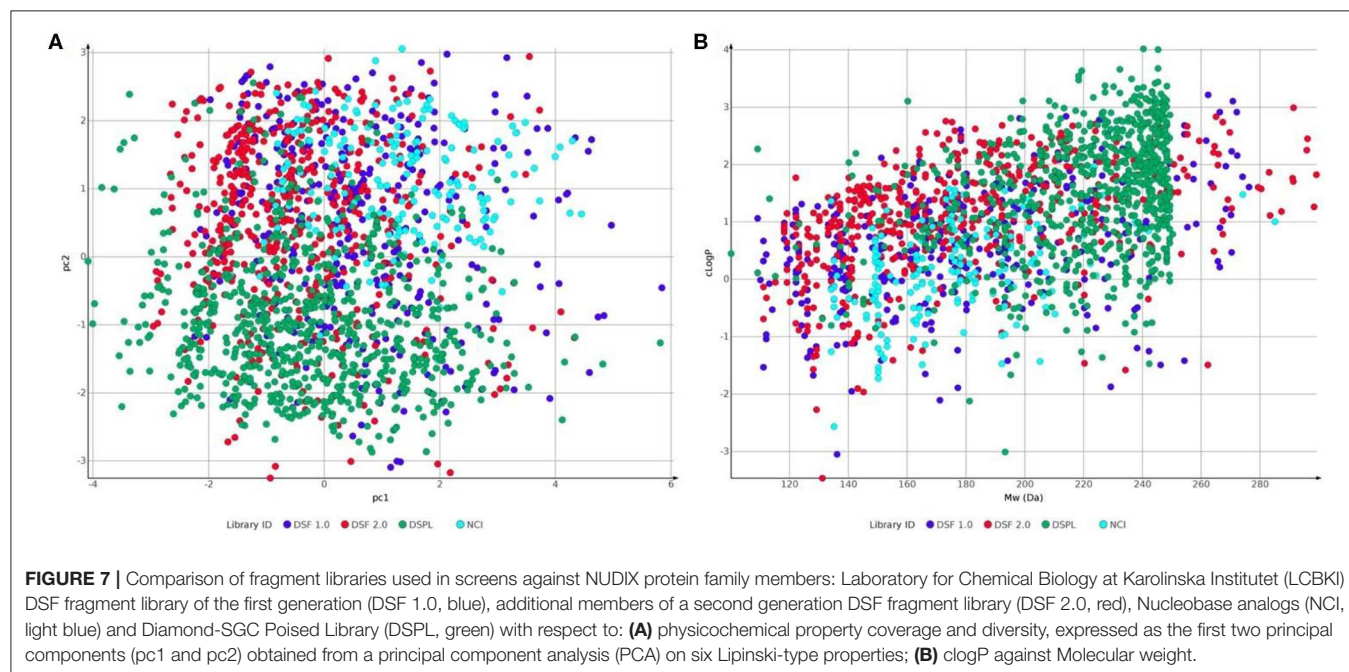 A
3
2
1
0
-1
-2
-3
pc2
-4
-2
0
2
4
6
pc1
Library ID DSF 1.0 DSF 2.0 DSPL NCI
B
4
3
2
1
0
-1
-2
-3
cLogP
120
140
160
180
200
220
240
260
280
Mw (Da)
Library ID DSF 1.0 DSF 2.0 DSPL NCI
FIGURE 7 | Comparison of fragment libraries used in screens against NUDIX protein family members: Laboratory for Chemical Biology at Karolinska Institutet (LCBKI)
DSF fragment library of the first generation (DSF 1.0, blue), additional members of a second generation DSF fragment library (DSF 2.0, red), Nucleobase analogs (NCI,
light blue) and Diamond-SGC Poised Library (DSPL, green) with respect to: (A) physicochemical property coverage and diversity, expressed as the first two principal
components (pc1 and pc2) obtained from a principal component analysis (PCA) on six Lipinski-type properties; (B) clogP against Molecular weight.